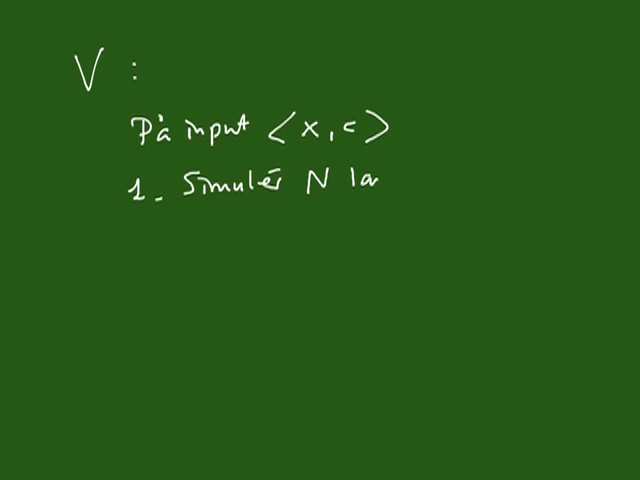 V :
På input <x, c>
1. Simulér N la